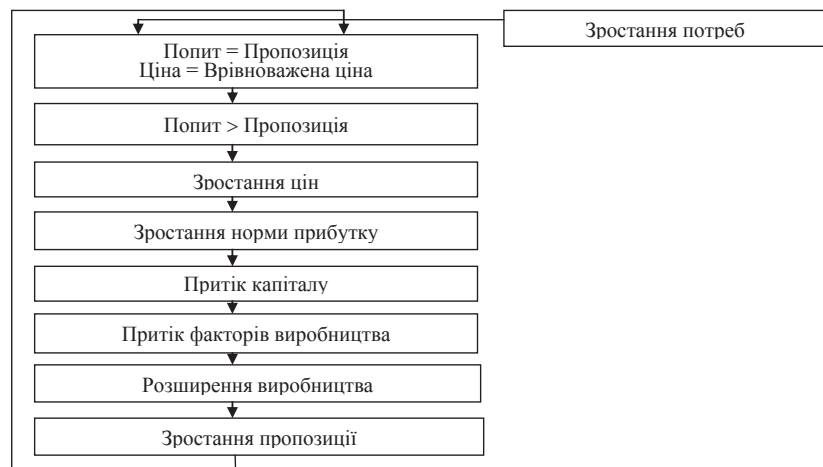 Зростання потреб
Попит = Пропозиція
Ціна = Врівноважена ціна
Попит > Пропозиція
Зростання цін
Зростання норми прибутку
Притік капіталу
Притік факторів виробництва
Розширення виробництва
Зростання пропозиції